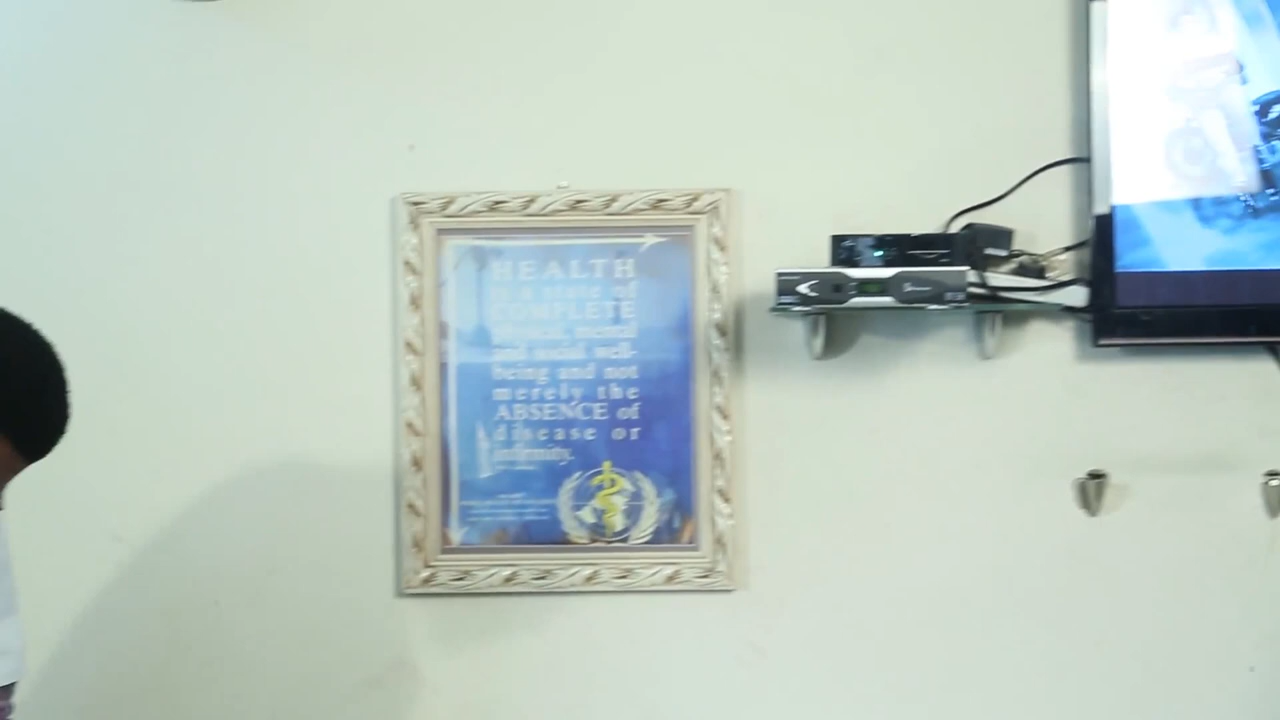 HEALTH
is a state of
COMPLETE
physical, mental
and social well-
being and not
merely the
ABSENCE of
disease or
infirmity.